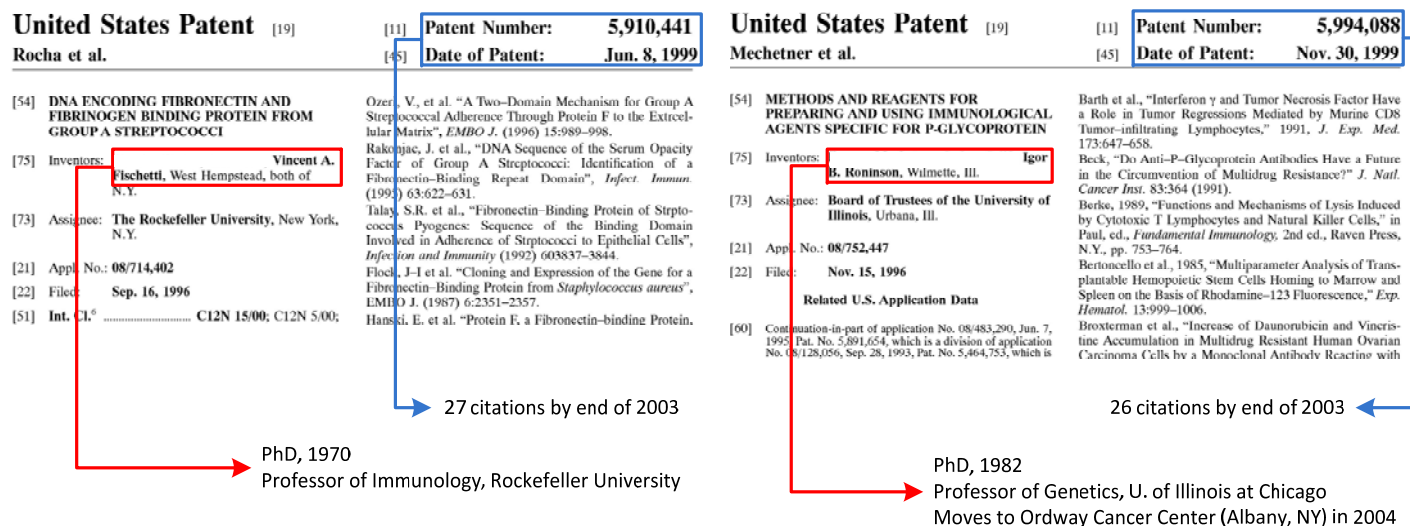 United States Patent [19]
Rocha et al.
[11] Patent Number: 5,910,441
[45] Date of Patent: Jun. 8, 1999
[54] DNA ENCODING FIBRONECTIN AND
FIBRINOGEN BINDING PROTEIN FROM
GROUP A STREPTOCOCCI
[75] Inventors: Vincent A.
Fischetti, West Hempstead, both of
N.Y.
[73] Assignee: The Rockefeller University, New York,
N.Y.
[21] Appl. No.: 08/714,402
[22] Filed: Sep. 16, 1996
[51] Int. Cl.6 ............................ C12N 15/00; C12N 5/00;
Ozeri, V., et al. “A Two–Domain Mechanism for Group A
Streptococcal Adherence Through Protein F to the Extrcel-
lular Matrix”, EMBO J. (1996) 15:989–998.
Rakonjac, J. et al., “DNA Sequence of the Serum Opacity
Factor of Group A Streptococci: Identification of a
Fibronectin–Binding Repeat Domain”, Infect. Immun.
(1995) 63:622–631.
Talay, S.R. et al., “Fibronectin–Binding Protein of Strpto-
coccus Pyogenes: Sequence of the Binding Domain
Involved in Adherence of Strptococci to Epithelial Cells”,
Infection and Immunity (1992) 603837–3844.
Flock, J–I et al. “Cloning and Expression of the Gene for a
Fibronectin–Binding Protein from Staphylococcus aureus”,
EMBO J. (1987) 6:2351–2357.
Hanski, E. et al. “Protein F, a Fibronectin–binding Protein,
27 citations by end of 2003
PhD, 1970
Professor of Immunology, Rockefeller University
United States Patent [19]
Mechetner et al.
[11] Patent Number: 5,994,088
[45] Date of Patent: Nov. 30, 1999
[54] METHODS AND REAGENTS FOR
PREPARING AND USING IMMUNOLOGICAL
AGENTS SPECIFIC FOR P-GLYCOPROTEIN
[75] Inventors: Igor
B. Roninson, Wilmette, Ill.
[73] Assignee: Board of Trustees of the University of
Illinois, Urbana, Ill.
[21] Appl. No.: 08/752,447
[22] Filed: Nov. 15, 1996
Related U.S. Application Data
[60] Continuation-in-part of application No. 08/483,290, Jun. 7,
1995, Pat. No. 5,891,654, which is a division of application
No. 08/128,056, Sep. 28, 1993, Pat. No. 5,464,753, which is
Barth et al., “Interferon γ and Tumor Necrosis Factor Have
a Role in Tumor Regressions Mediated by Murine CD8
Tumor–infiltrating Lymphocytes,” 1991, J. Exp. Med.
173:647–658.
Beck, “Do Anti–P–Glycoprotein Antibodies Have a Future
in the Circumvention of Multidrug Resistance?” J. Natl.
Cancer Inst. 83:364 (1991).
Berke, 1989, “Functions and Mechanisms of Lysis Induced
by Cytotoxic T Lymphocytes and Natural Killer Cells,” in
Paul, ed., Fundamental Immunology, 2nd ed., Raven Press,
N.Y., pp. 753–764.
Bertoncello et al., 1985, “Multiparameter Analysis of Trans-
plantable Hemopoietic Stem Cells Homing to Marrow and
Spleen on the Basis of Rhodamine–123 Fluorescence,” Exp.
Hematol. 13:999–1006.
Broxterman et al., “Increase of Daunorubicin and Vincris-
tine Accumulation in Multidrug Resistant Human Ovarian
Carcinoma Cells by a Monoclonal Antibody Reacting with
26 citations by end of 2003
PhD, 1982
Professor of Genetics, U. of Illinois at Chicago
Moves to Ordway Cancer Center (Albany, NY) in 2004